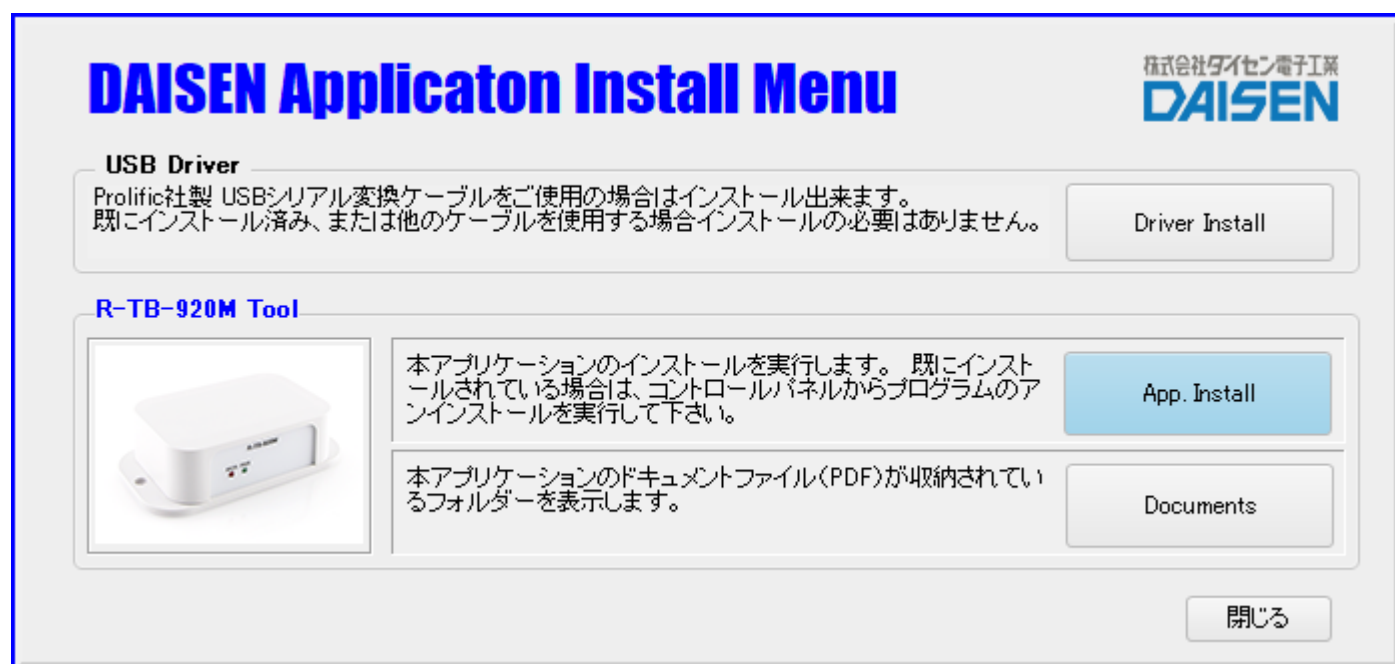 DAISEN Applicaton Install Menu
株式会社ダイセン電子工業
DAISEN
USB Driver
Prolific社製 USBシリアル変換ケーブルをご使用の場合はインストール出来ます。
既にインストール済み、または他のケーブルを使用する場合インストールの必要はありません。
Driver Install
R-TB-920M Tool
本アプリケーションのインストールを実行します。 既にインスト
ールされている場合は、コントロールパネルからプログラムのア
ンインストールを実行して下さい。
App. Install
本アプリケーションのドキュメントファイル(PDF)が収納されてい
るフォルダーを表示します。
Documents
閉じる